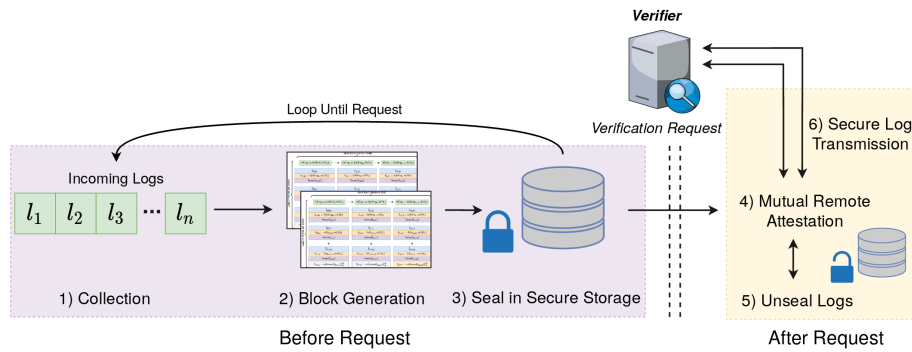 Verifier
Verification Request
Loop Until Request
Incoming Logs
l1 l2 l3 ... ln
1) Collection
2) Block Generation
3) Seal in Secure Storage
Before Request
6) Secure Log
Transmission
4) Mutual Remote
Attestation
5) Unseal Logs
After Request